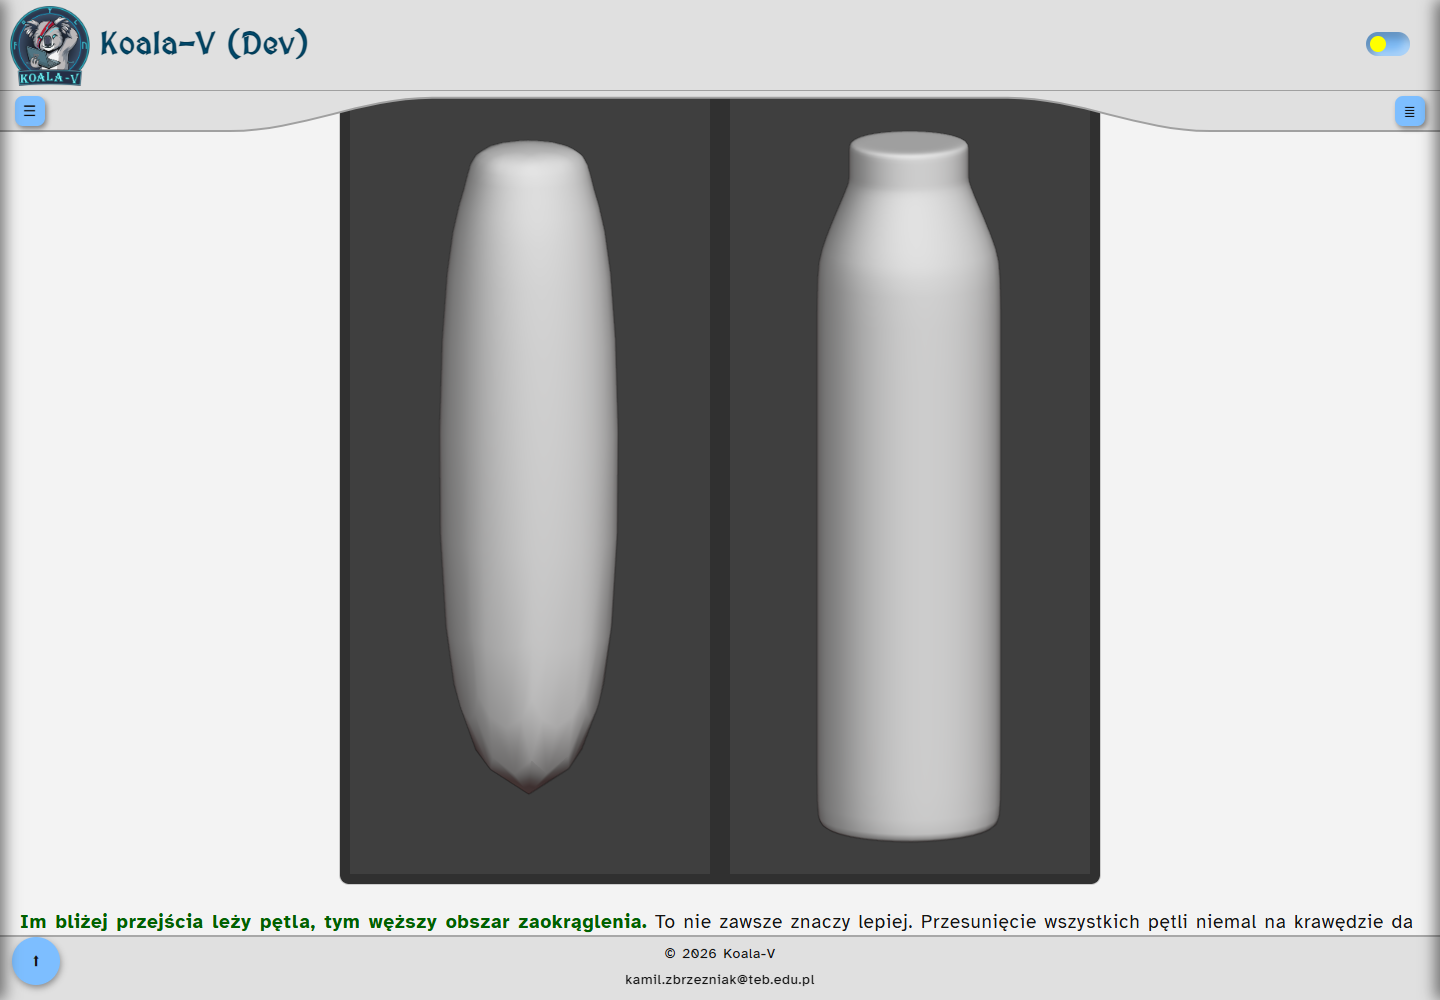 KOALA-V
Koala-V (Dev)
Im bliżej przejścia leży pętla, tym węższy obszar zaokrąglenia. To nie zawsze znaczy lepiej. Przesunięcie wszystkich pętli niemal na krawędzie da
© 2026 Koala-V
kamil.zbrzezniak@teb.edu.pl